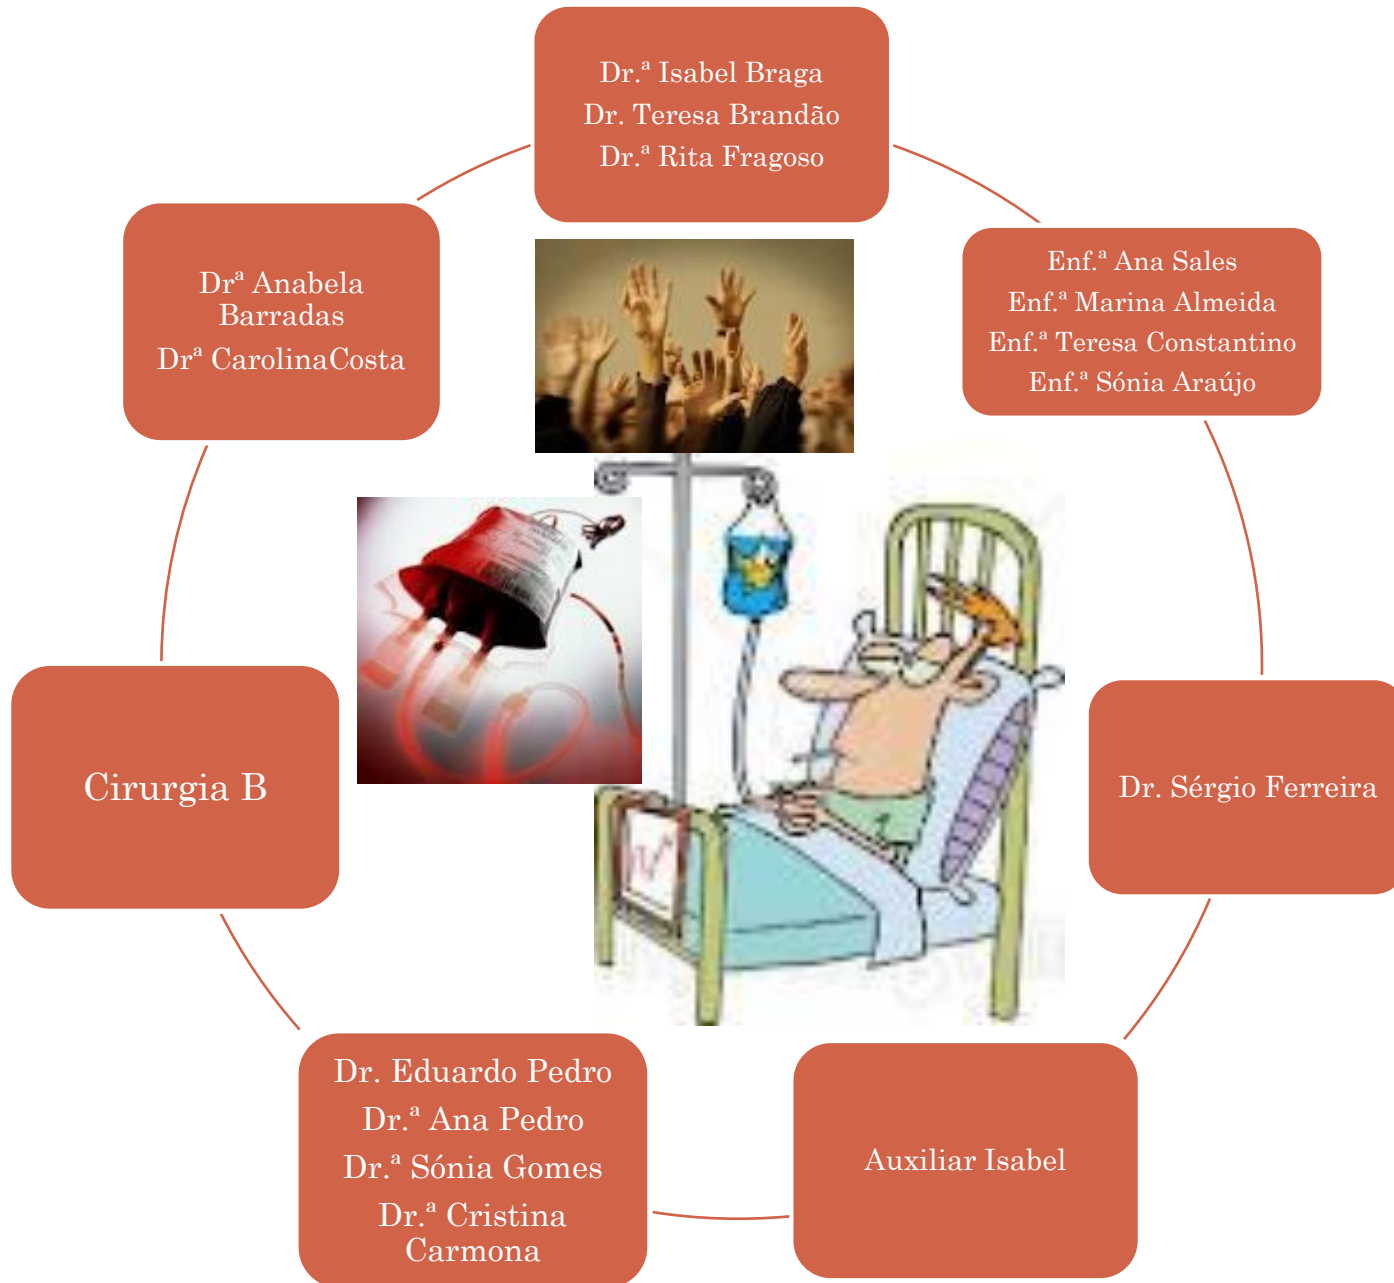 Dr.ª Isabel Braga
Dr. Teresa Brandão
Dr.ª Rita Fragoso
Enf.ª Ana Sales
Enf.ª Marina Almeida
Enf.ª Teresa Constantino
Enf.ª Sónia Araújo
Dr. Sérgio Ferreira
Auxiliar Isabel
Dr. Eduardo Pedro
Dr.ª Ana Pedro
Dr.ª Sónia Gomes
Dr.ª Cristina
Carmona
Cirurgia B
Drª Anabela
Barradas
Drª CarolinaCosta